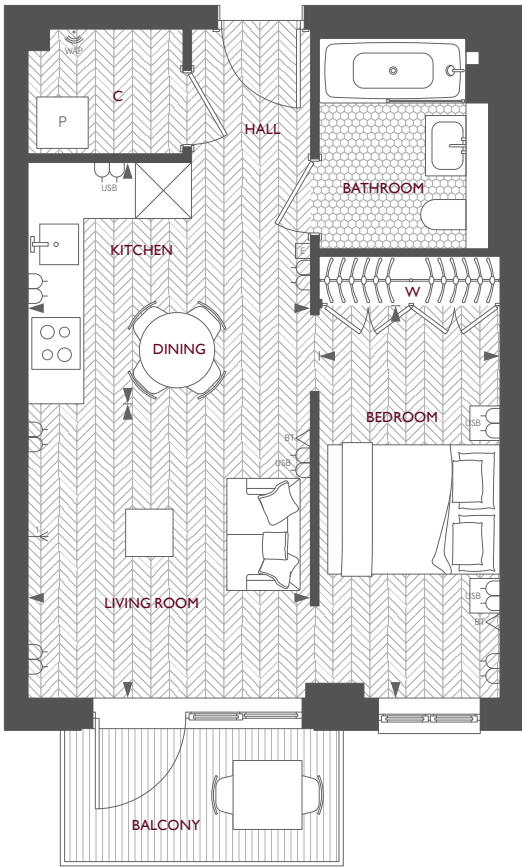 WAP
C
P
HALL
USB
BATHROOM
KITCHEN
E
W
DINING
BEDROOM
USB
BT
USB
LIVING ROOM
USB
BT
BALCONY